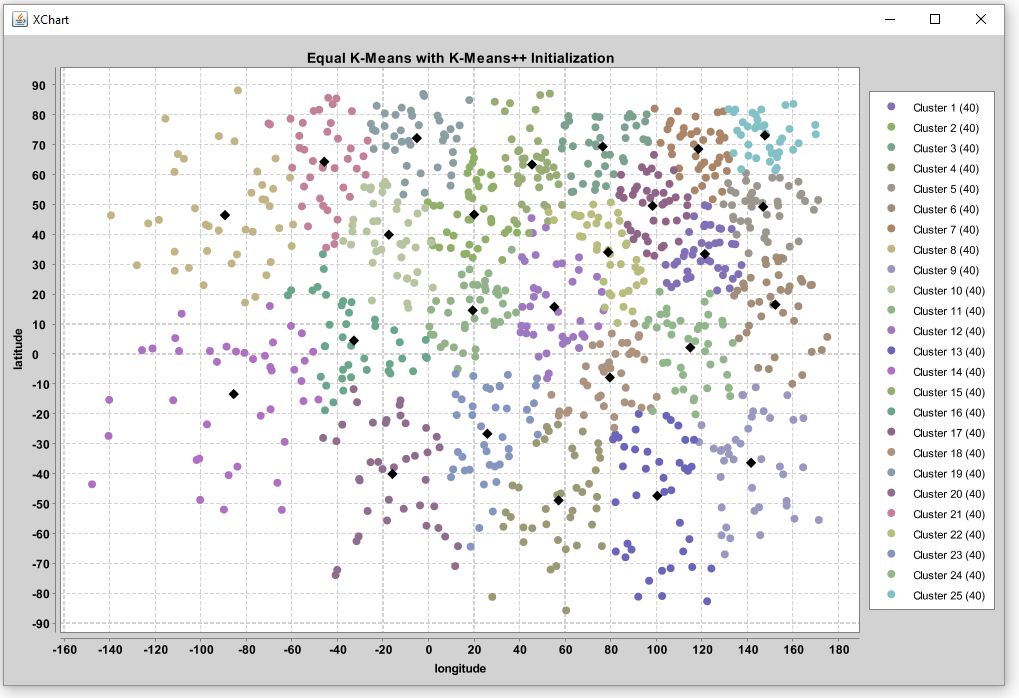 XChart
Equal K-Means with K-Means++ Initialization
90
80
70
60
50
40
30
20
10
0
-10
-20
-30
-40
-50
-60
-70
-80
-90
latitude
-160 -140 -120 -100 -80 -60 -40 -20 0 20 40 60 80 100 120 140 160 180
longitude
Cluster 1 (40)
Cluster 2 (40)
Cluster 3 (40)
Cluster 4 (40)
Cluster 5 (40)
Cluster 6 (40)
Cluster 7 (40)
Cluster 8 (40)
Cluster 9 (40)
Cluster 10 (40)
Cluster 11 (40)
Cluster 12 (40)
Cluster 13 (40)
Cluster 14 (40)
Cluster 15 (40)
Cluster 16 (40)
Cluster 17 (40)
Cluster 18 (40)
Cluster 19 (40)
Cluster 20 (40)
Cluster 21 (40)
Cluster 22 (40)
Cluster 23 (40)
Cluster 24 (40)
Cluster 25 (40)